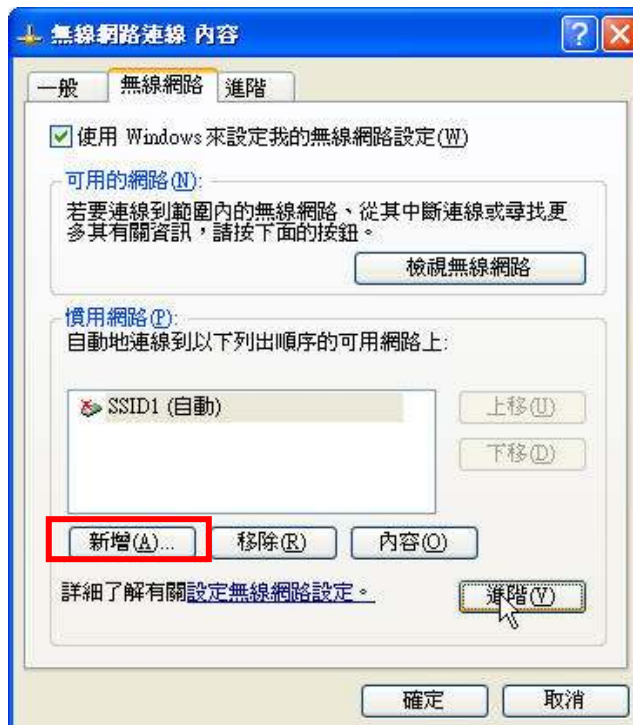 無線網路連線 內容
一般 無線網路 進階
使用 Windows 來設定我的無線網路設定(W)
可用的網路(N):
若要連線到範圍內的無線網路、從其中斷連線或尋找更
多其有關資訊，請按下面的按鈕。
檢視無線網路
慣用網路(P):
自動地連線到以下列出順序的可用網路上:
SSID1 (自動)
上移(U)
下移(D)
新增(A)... 移除(R) 內容(O)
詳細了解有關設定無線網路設定。 進階(V)
確定 取消